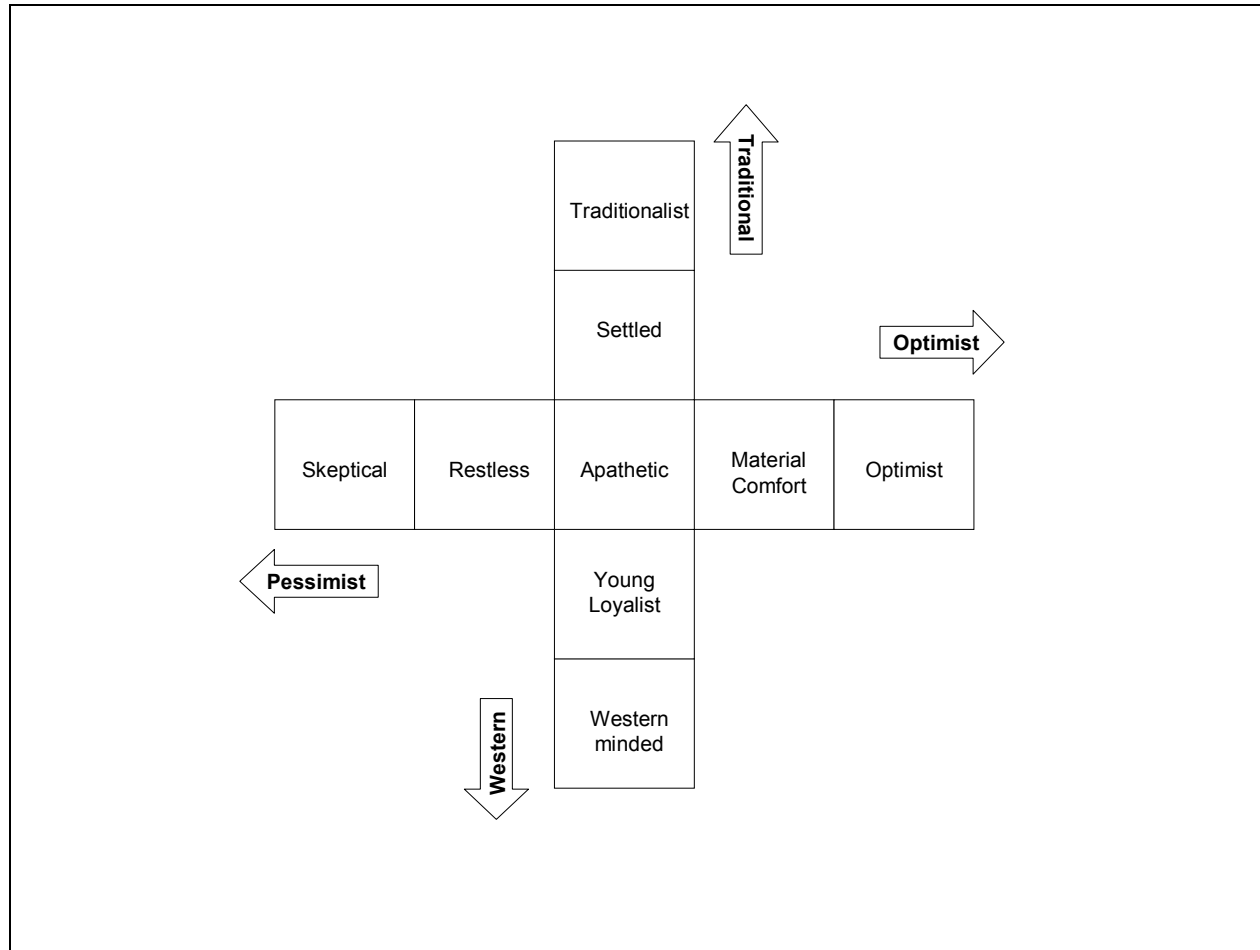 Traditional
Traditionalist
Settled
Optimist
Skeptical
Restless
Apathetic
Material
Comfort
Optimist
Pessimist
Young
Loyalist
Western
Western
minded